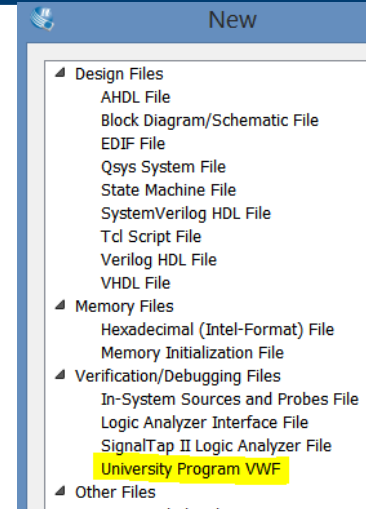 New
Design Files
AHDL File
Block Diagram/Schematic File
EDIF File
Qsys System File
State Machine File
SystemVerilog HDL File
Tcl Script File
Verilog HDL File
VHDL File
Memory Files
Hexadecimal (Intel-Format) File
Memory Initialization File
Verification/Debugging Files
In-System Sources and Probes File
Logic Analyzer Interface File
SignalTap II Logic Analyzer File
University Program VWF
Other Files